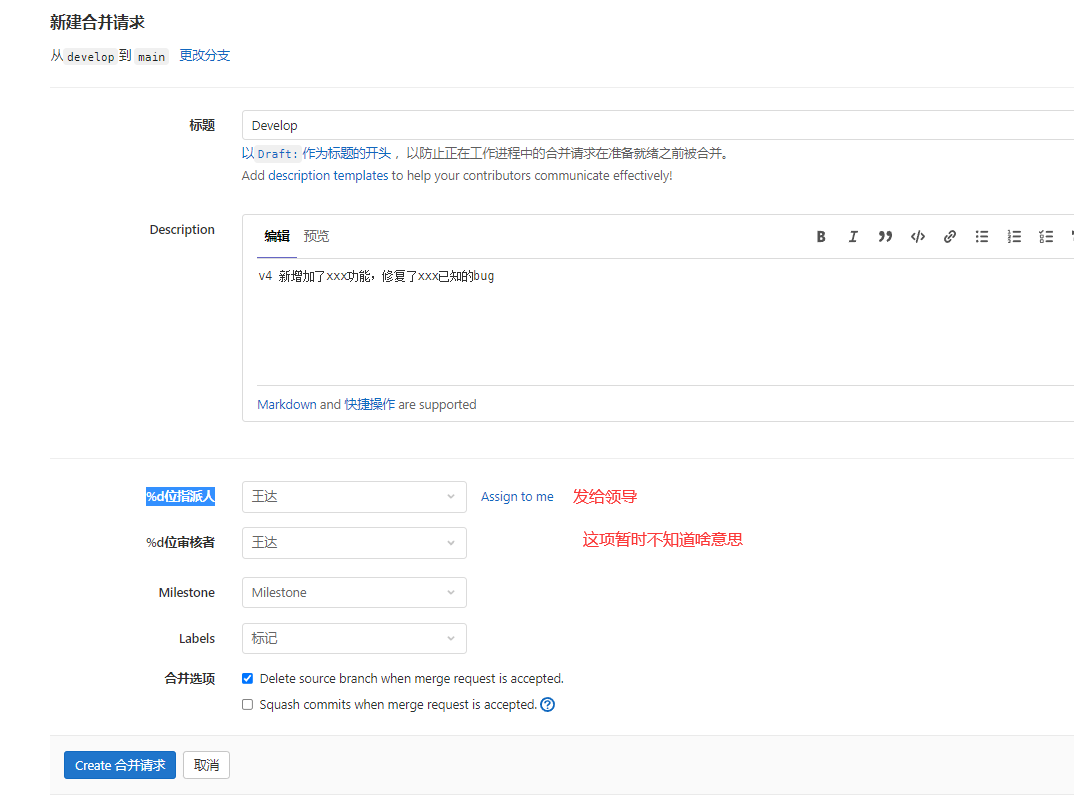 新建合并请求
从 develop 到 main 更改分支
标题
Develop
以 Draft: 作为标题的开头，以防止正在工作进程中的合并请求在准备就绪之前被合并。
Add description templates to help your contributors communicate effectively!
Description
编辑 预览
v4 新增加了xxx功能，修复了xxx已知的bug
Markdown and 快捷操作 are supported
%d位指派人 王达 Assign to me 发给领导
%d位审核者 王达 这项暂时不知道啥意思
Milestone Milestone
Labels 标记
合并选项 Delete source branch when merge request is accepted.
Squash commits when merge request is accepted.
Create 合并请求 取消